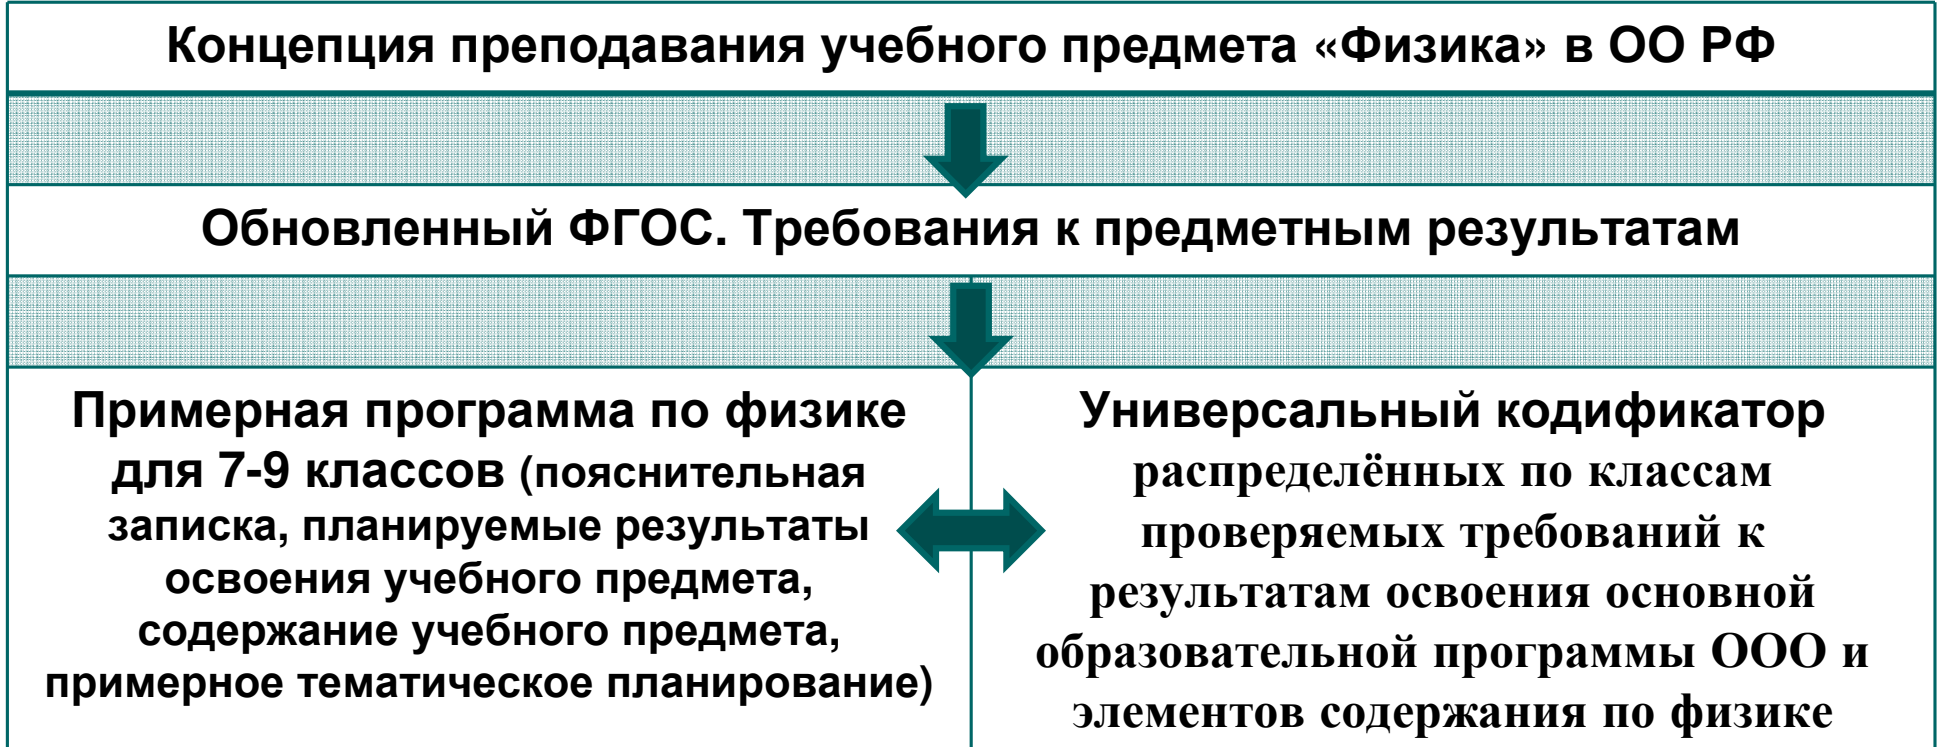 Концепция преподавания учебного предмета «Физика» в ОО РФ
Обновленный ФГОС. Требования к предметным результатам
Примерная программа по физике
для 7-9 классов (пояснительная
записка, планируемые результаты
освоения учебного предмета,
содержание учебного предмета,
примерное тематическое планирование)
Универсальный кодификатор
распределённых по классам
проверяемых требований к
результатам освоения основной
образовательной программы ООО и
элементов содержания по физике